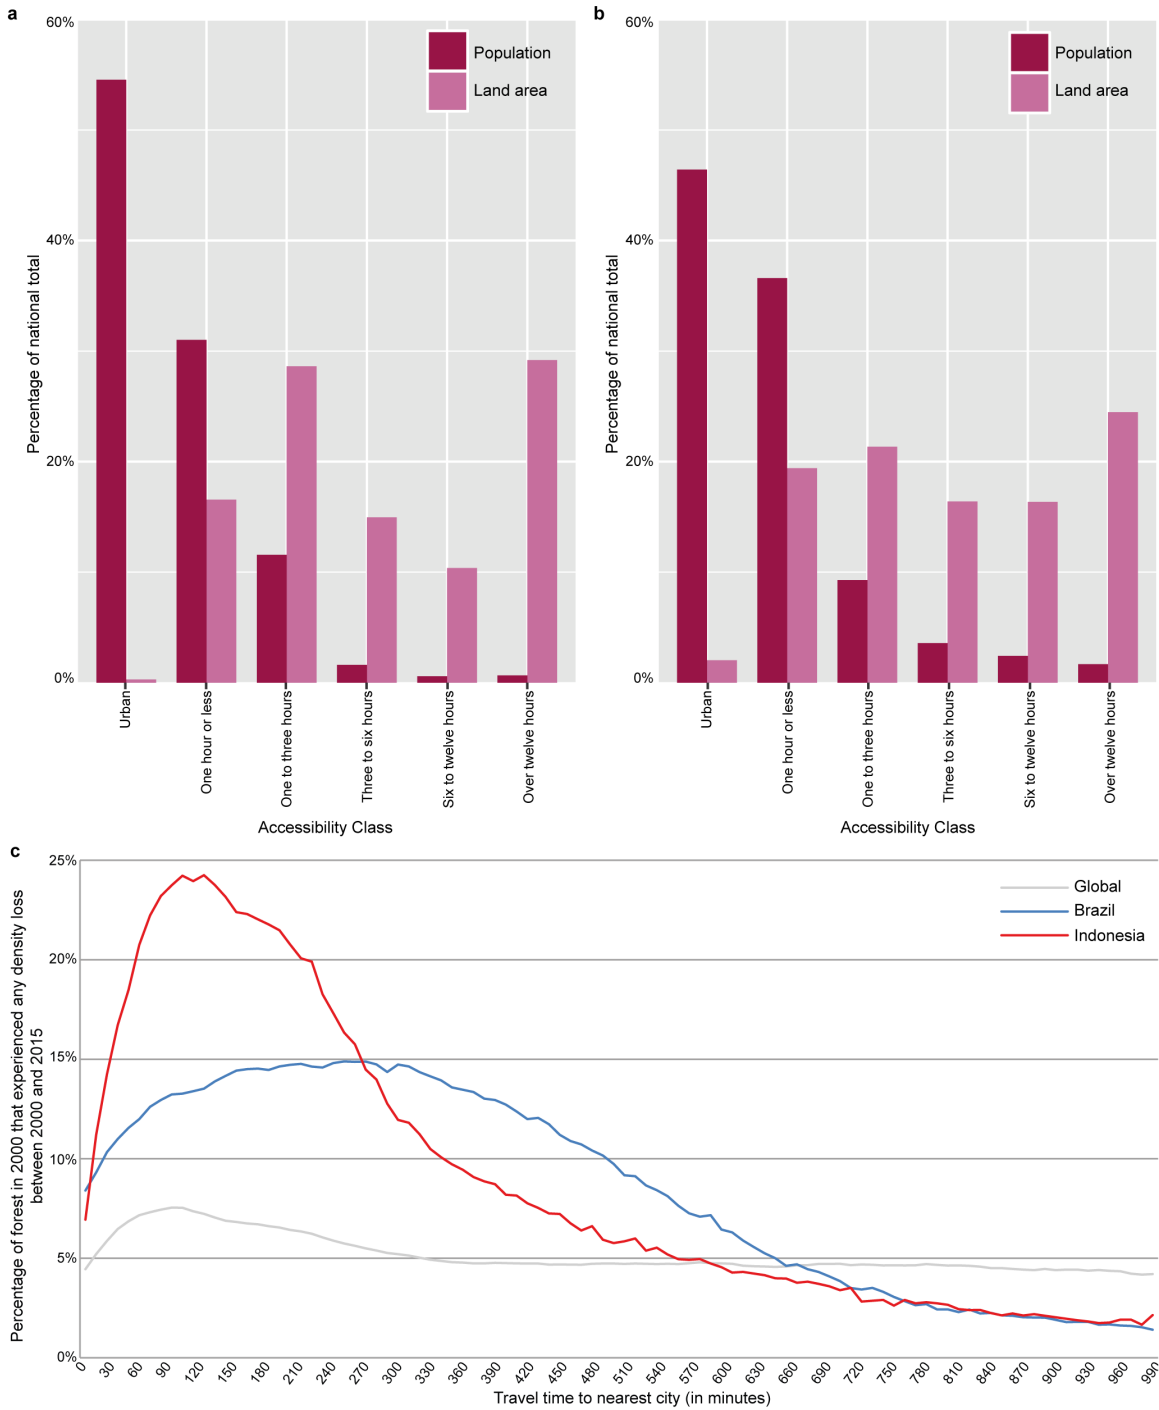 a
60%
40%
20%
0%
Percentage of national total
Population
Land area
Urban
One hour or less
One to three hours
Three to six hours
Six to twelve hours
Over twelve hours
Accessibility Class
b
60%
40%
20%
0%
Percentage of national total
Population
Land area
Urban
One hour or less
One to three hours
Three to six hours
Six to twelve hours
Over twelve hours
Accessibility Class
c
Percentage of forest in 2000 that experienced any density loss
between 2000 and 2015
25%
20%
15%
10%
5%
0%
Global
Brazil
Indonesia
0 30 60 90 120 150 180 210 240 270 300 330 360 390 420 450 480 510 540 570 600 630 660 690 720 750 780 810 840 870 900 930 960 990
Travel time to nearest city (in minutes)